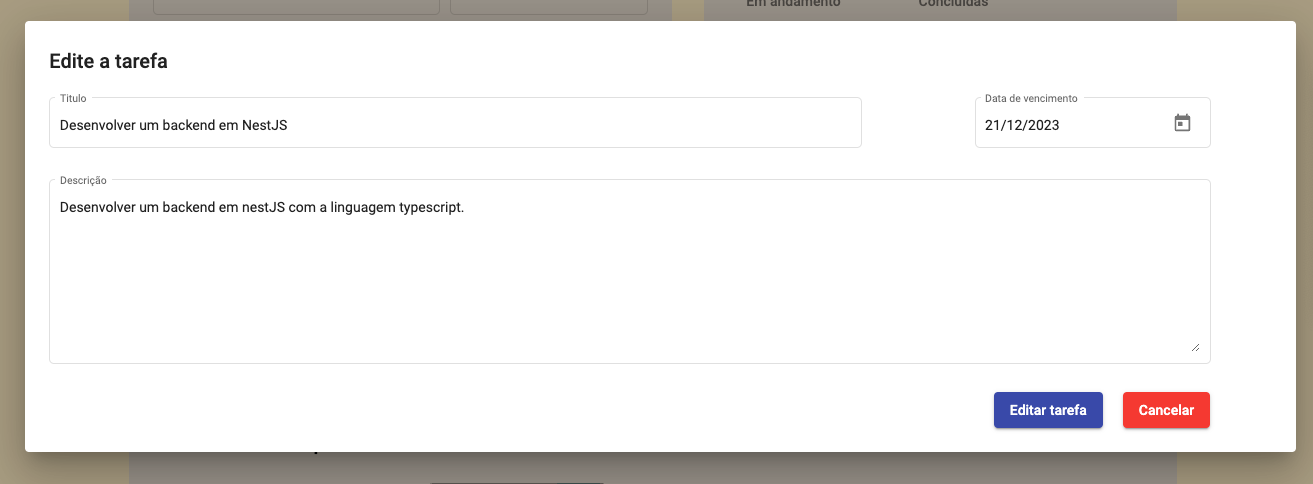 Em andamento Concluídas
Edite a tarefa
Titulo
Desenvolver um backend em NestJS
Data de vencimento
21/12/2023
Descrição
Desenvolver um backend em nestJS com a linguagem typescript.
Editar tarefa
Cancelar